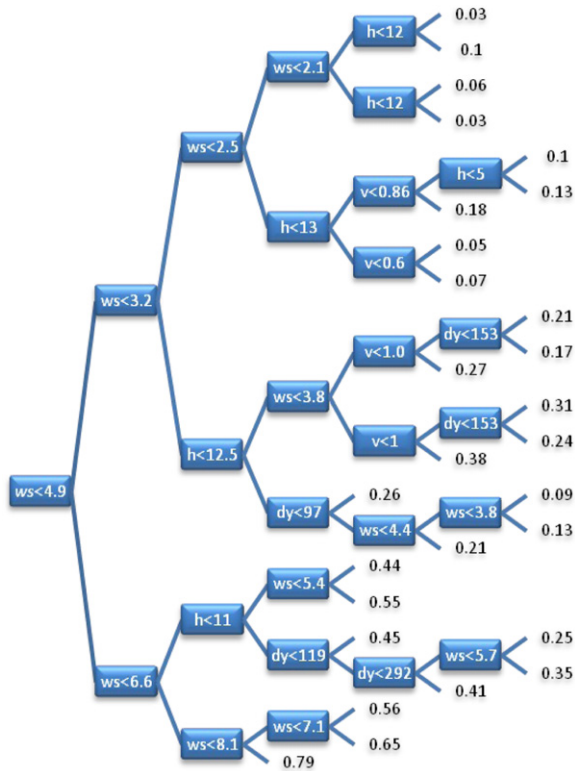 0.03
h<12
0.1
ws<2.1
0.06
h<12
0.03
ws<2.5
0.1
h<5
0.13
v<0.86
0.18
h<13
0.05
v<0.6
0.07
ws<3.2
0.21
dy<153
0.17
v<1.0
0.27
ws<3.8
0.31
dy<153
0.24
v<1
0.38
h<12.5
0.26
dy<97
0.09
ws<3.8
0.13
ws<4.4
0.21
ws<4.9
0.44
ws<5.4
0.55
h<11
0.45
dy<119
0.25
ws<5.7
0.35
dy<292
0.41
ws<6.6
0.56
ws<7.1
0.65
ws<8.1
0.79